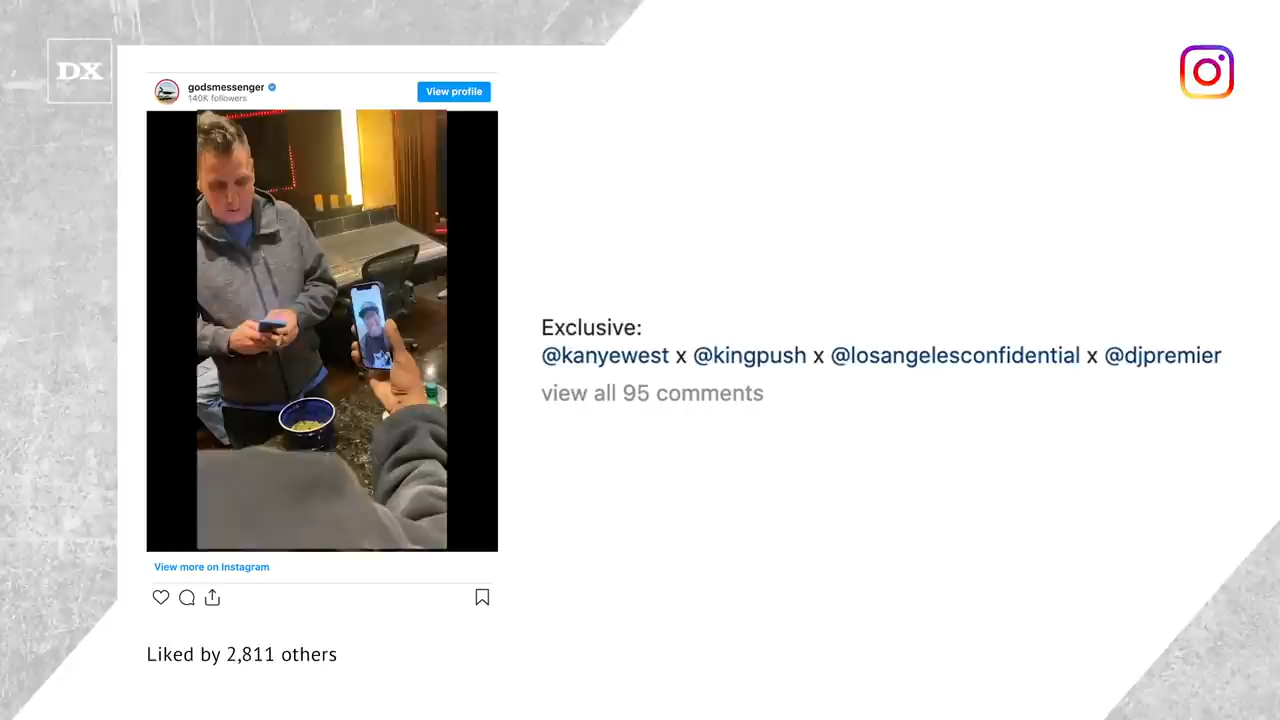 DX
godsmessenger
140K followers
View profile
Exclusive:
@kanyewest x @kingpush x @losangelesconfidential x @djpremier
view all 95 comments
View more on Instagram
Liked by 2,811 others